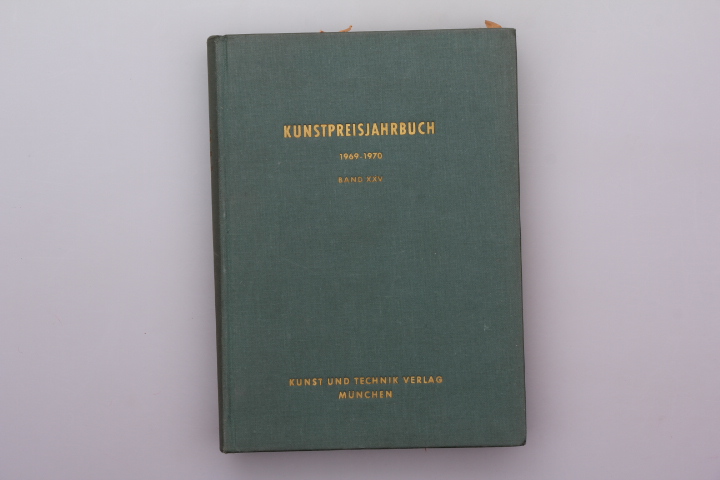 KUNSTPREISJAHRBUCH
1969-1970
BAND XXV
KUNST UND TECHNIK VERLAG
MÜNCHEN